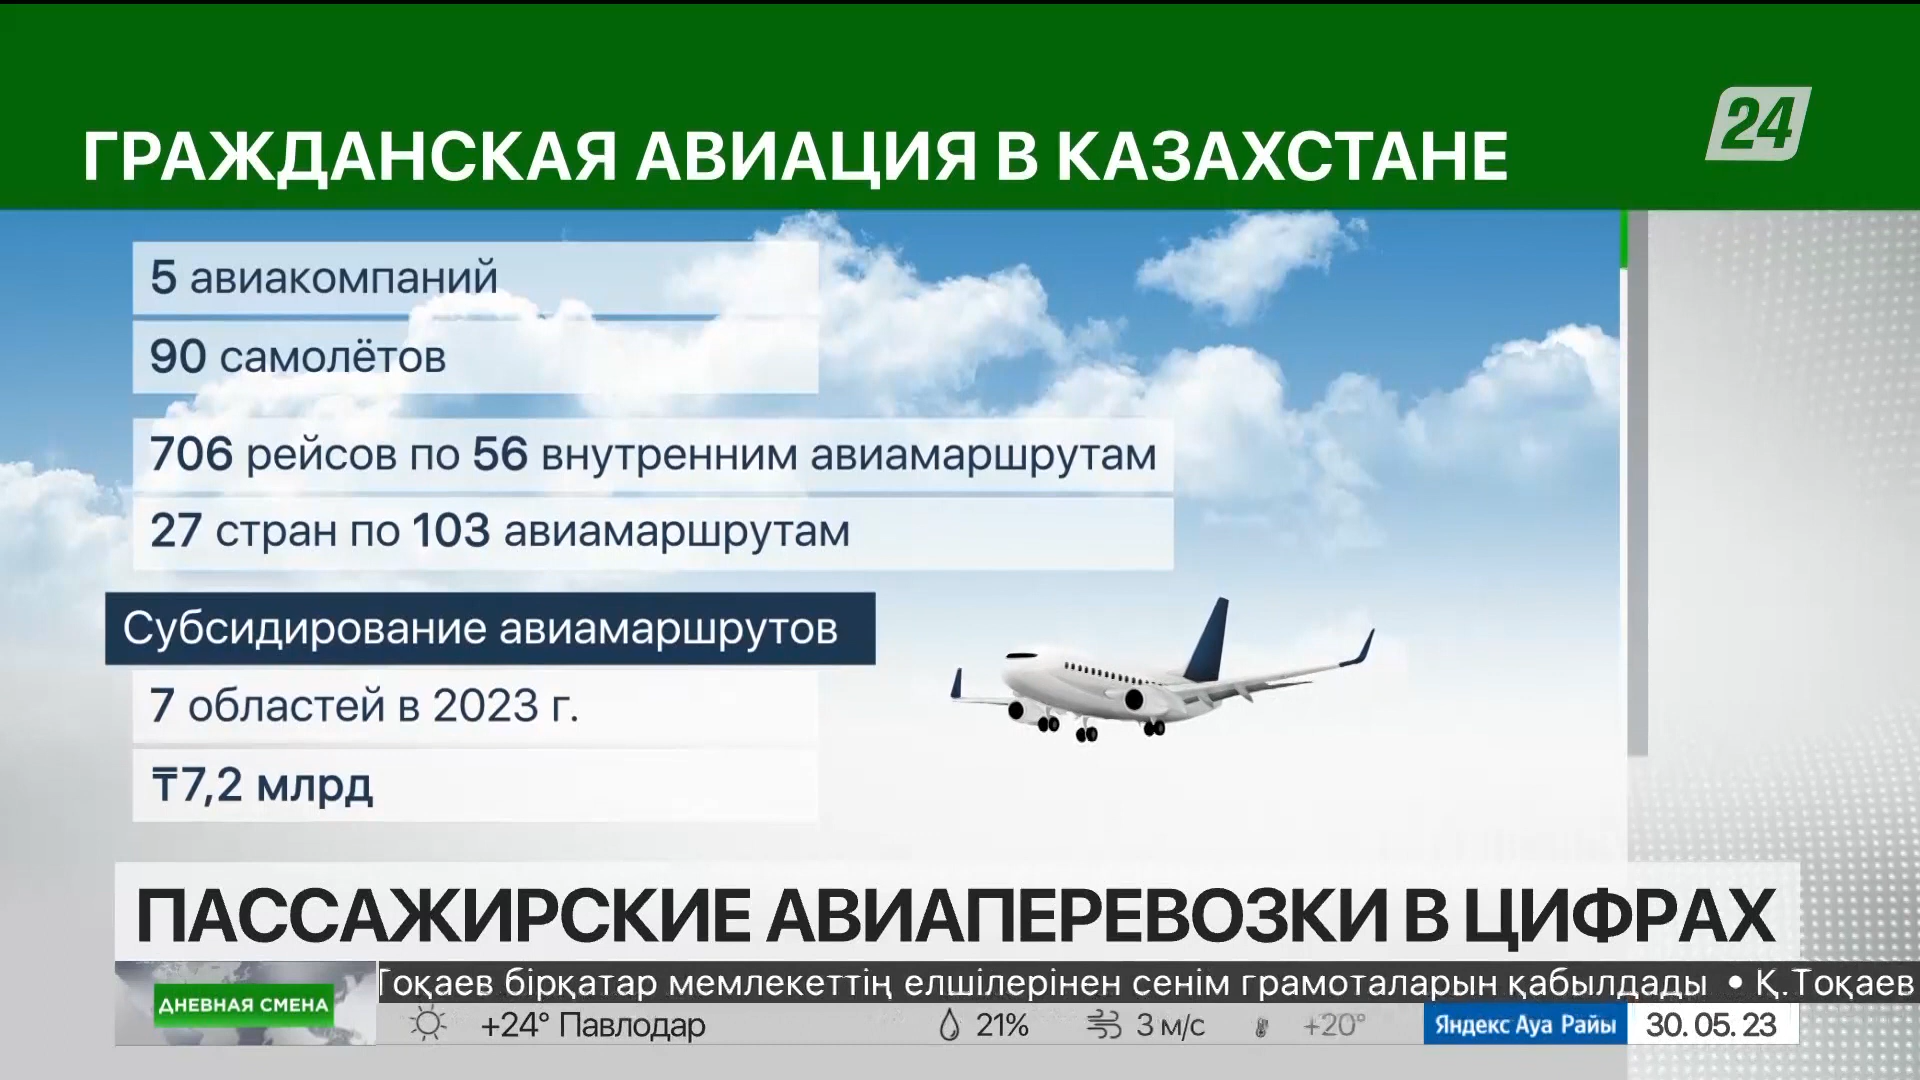 ГРАЖДАНСКАЯ АВИАЦИЯ В КАЗАХСТАНЕ
24
5 авиакомпаний
90 самолётов
706 рейсов по 56 внутренним авиамаршрутам
27 стран по 103 авиамаршрутам
Субсидирование авиамаршрутов
7 областей в 2023 г.
₸7,2 млрд
ПАССАЖИРСКИЕ АВИАПЕРЕВОЗКИ В ЦИФРАХ
ДНЕВНАЯ СМЕНА
Тоқаев бірқатар мемлекеттің елшілерінен сенім грамоталарын қабылдады • Қ.Тоқаев
+24° Павлодар 21% 3 м/с +20° Яндекс Ауа Райы 30.05.23